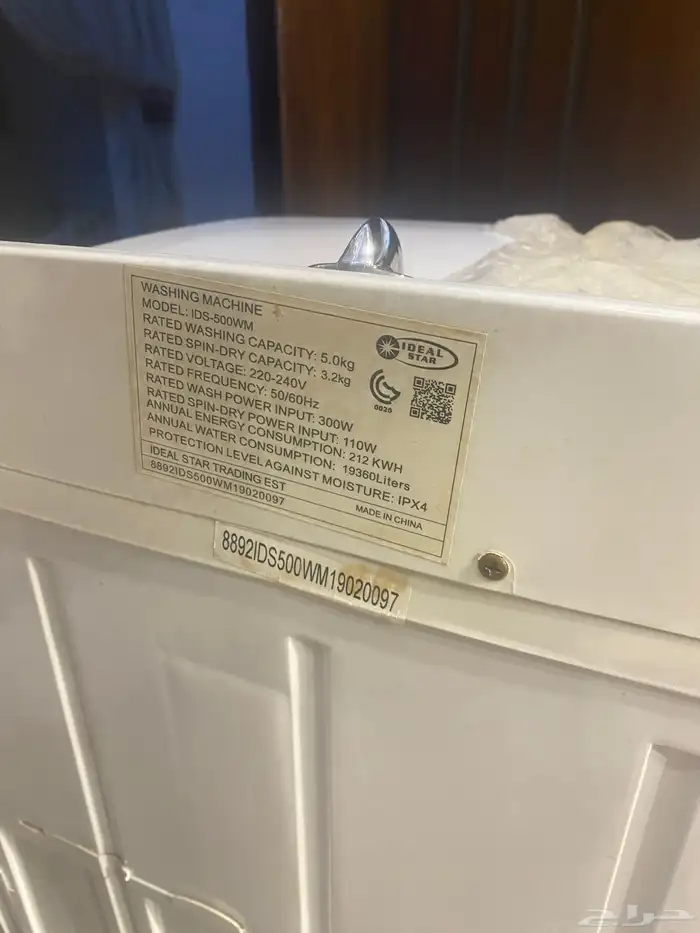 WASHING MACHINE
MODEL: IDS-500WM
RATED WASHING CAPACITY: 5.0kg
RATED SPIN-DRY CAPACITY: 3.2kg
RATED VOLTAGE: 220-240V
RATED FREQUENCY: 50/60Hz
RATED WASH POWER INPUT: 300W
RATED SPIN-DRY POWER INPUT: 110W
ANNUAL ENERGY CONSUMPTION: 212 KWH
ANNUAL WATER CONSUMPTION: 19360Liters
PROTECTION LEVEL AGAINST MOISTURE: IPX4
IDEAL STAR TRADING EST
8892IDS500WM19020097
MADE IN CHINA
IDEAL
STAR
0020
8892IDS500WM19020097
حراج